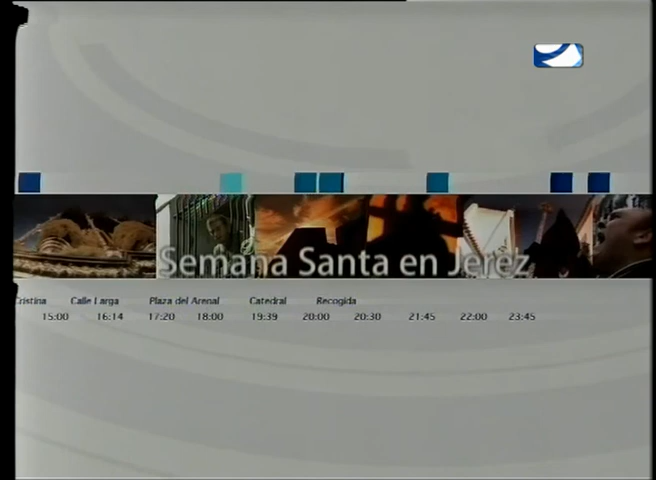 Semana Santa en Jerez
Cristina Calle Larga Plaza del Arenal Catedral Recogida
15:00 16:14 17:20 18:00 19:39 20:00 20:30 21:45 22:00 23:45